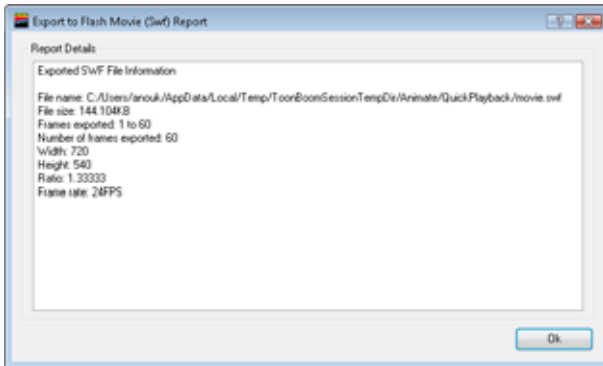 Export to Flash Movie (Swf) Report
Report Details
Exported SWF File Information
File name: C:/Users/anouk/AppData/Local/Temp/ToonBoomSessionTempDir/Animate/QuickPlayback/movie.swf
File size: 144.104KB
Frames exported: 1 to 60
Number of frames exported: 60
Width: 720
Height: 540
Ratio: 1.33333
Frame rate: 24FPS
Ok